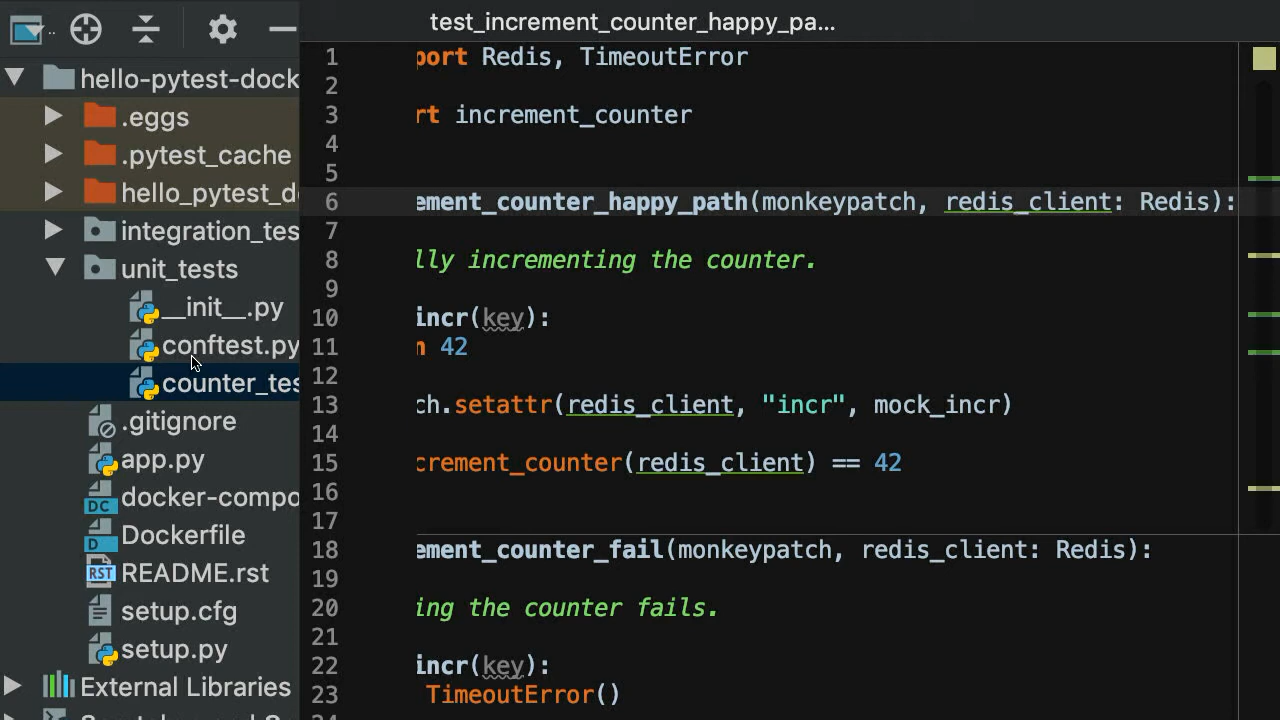 test_increment_counter_happy_pa...
hello-pytest-dock
.eggs
.pytest_cache
hello_pytest_d
integration_tes
unit_tests
__init__.py
conftest.py
counter_tes
.gitignore
app.py
DC docker-compo
D Dockerfile
RST README.rst
setup.cfg
setup.py
External Libraries
1 port Redis, TimeoutError
2
3 rt increment_counter
4
5
6 ement_counter_happy_path(monkeypatch, redis_client: Redis):
7
8 lly incrementing the counter.
9
10 incr(key):
11 n 42
12
13 ch.setattr(redis_client, "incr", mock_incr)
14
15 crement_counter(redis_client) == 42
16
17
18 ement_counter_fail(monkeypatch, redis_client: Redis):
19
20 ing the counter fails.
21
22 incr(key):
23 TimeoutError()